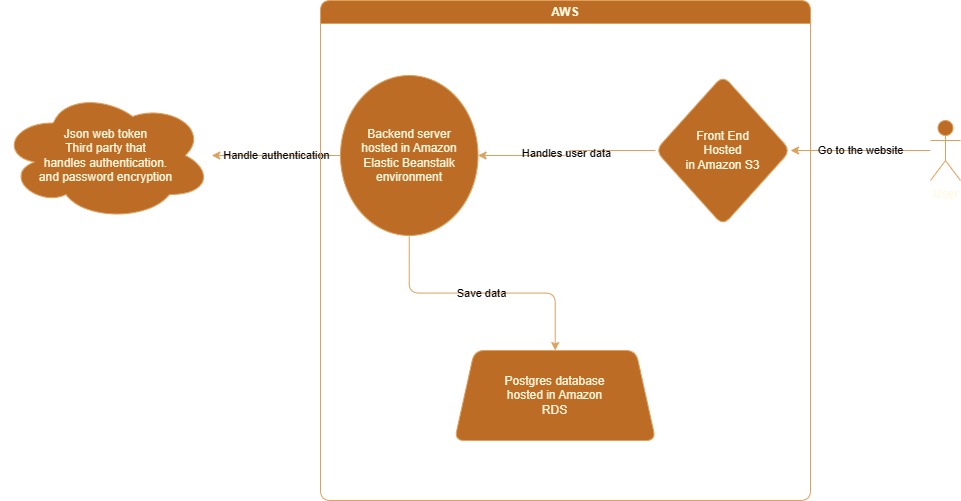 AWS
Json web token
Third party that
handles authentication.
and password encryption
Handle authentication
Backend server
hosted in Amazon
Elastic Beanstalk
environment
Handles user data
Front End
Hosted
in Amazon S3
Go to the website
User
Save data
Postgres database
hosted in Amazon
RDS